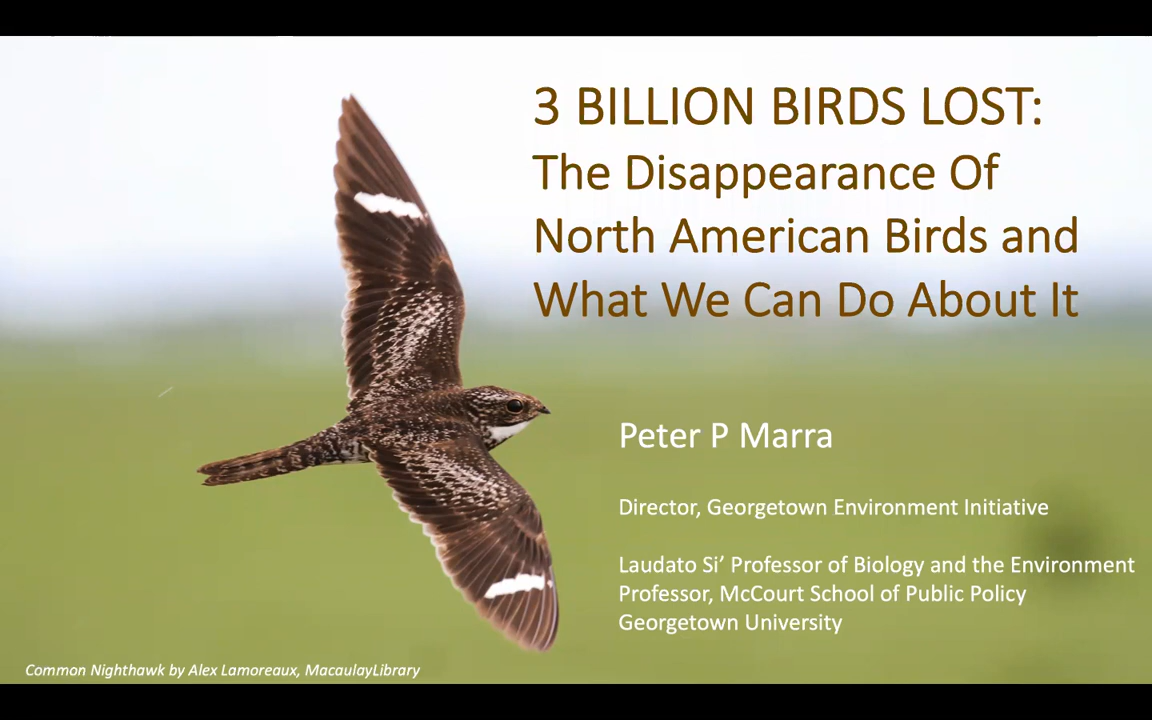 3 BILLION BIRDS LOST:
The Disappearance Of
North American Birds and
What We Can Do About It
Peter P Marra
Director, Georgetown Environment Initiative
Laudato Si’ Professor of Biology and the Environment
Professor, McCourt School of Public Policy
Georgetown University
Common Nighthawk by Alex Lamoreaux, MacaulayLibrary